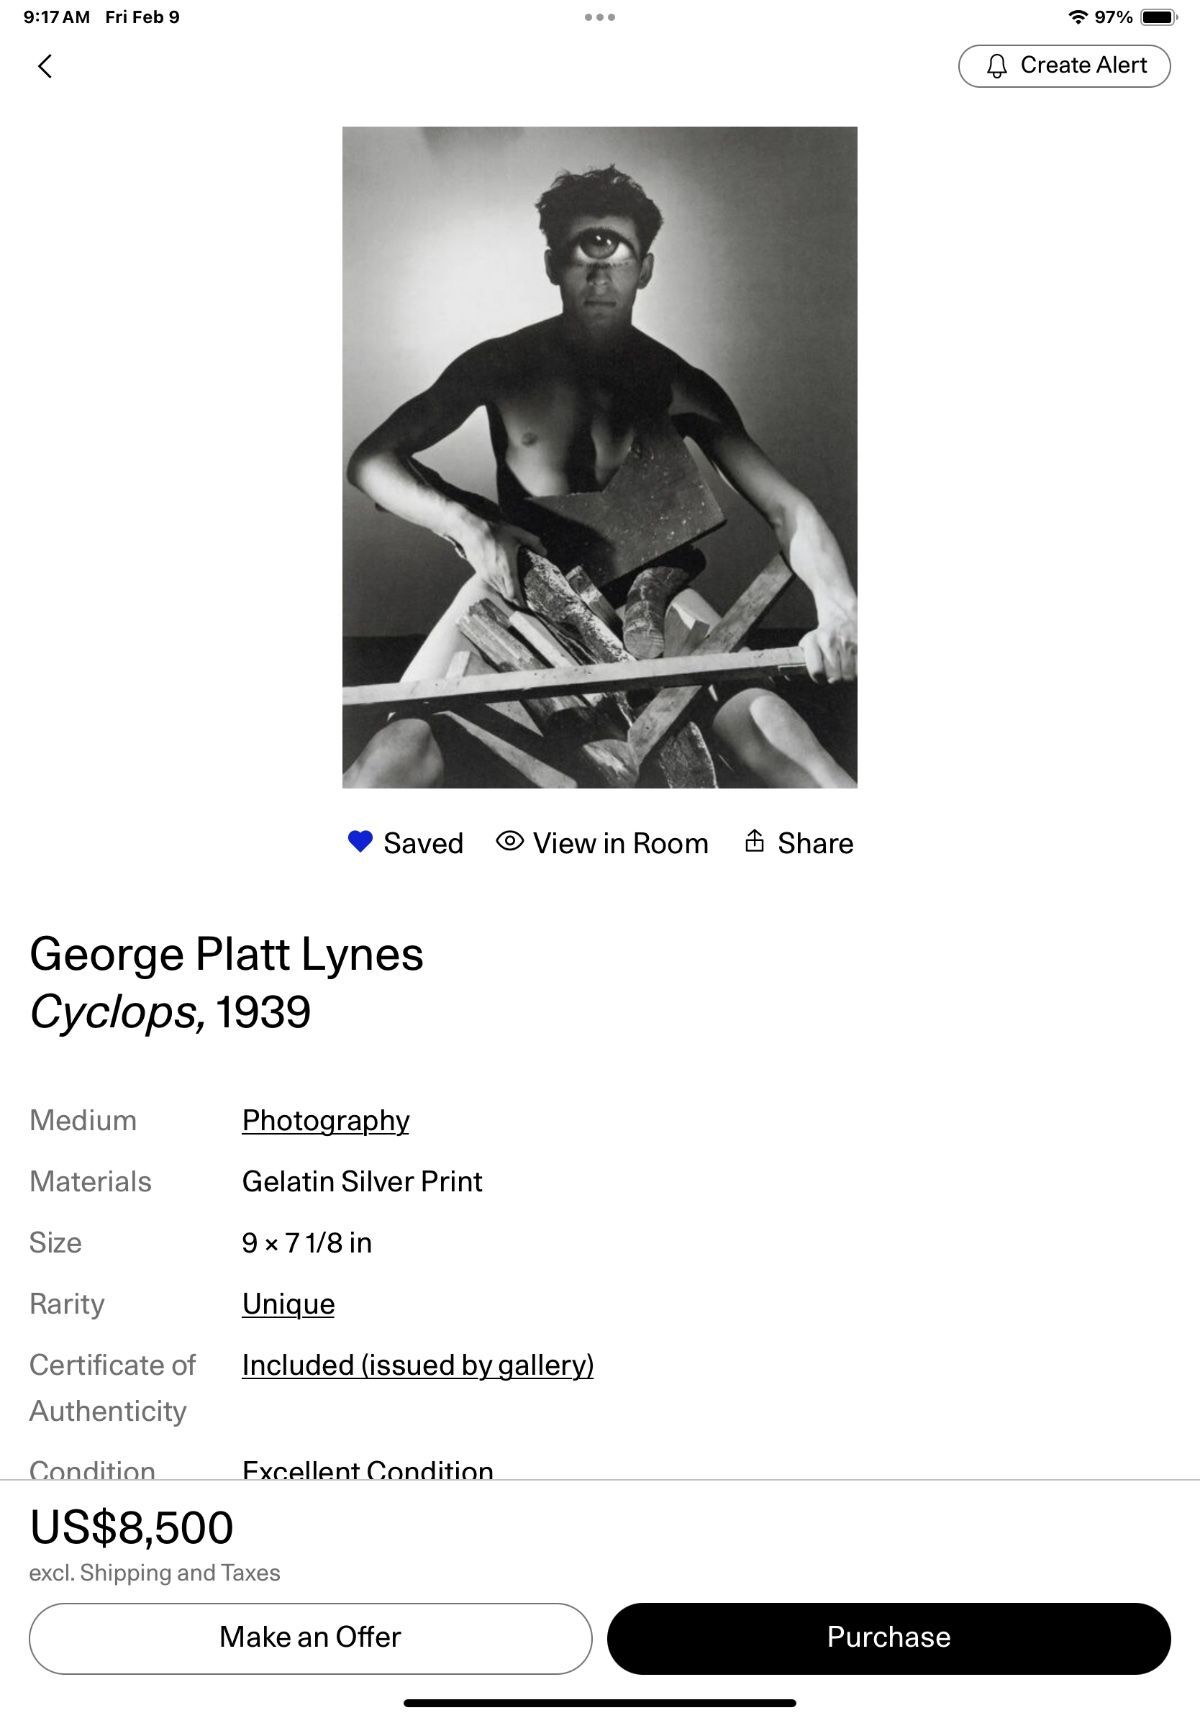 9:17 AM Fri Feb 9
97%
Create Alert
Saved View in Room Share
George Platt Lynes
Cyclops, 1939
Medium Photography
Materials Gelatin Silver Print
Size 9 × 7 1/8 in
Rarity Unique
Certificate of Included (issued by gallery)
Authenticity
Condition Excellent Condition
US$8,500
excl. Shipping and Taxes
Make an Offer Purchase